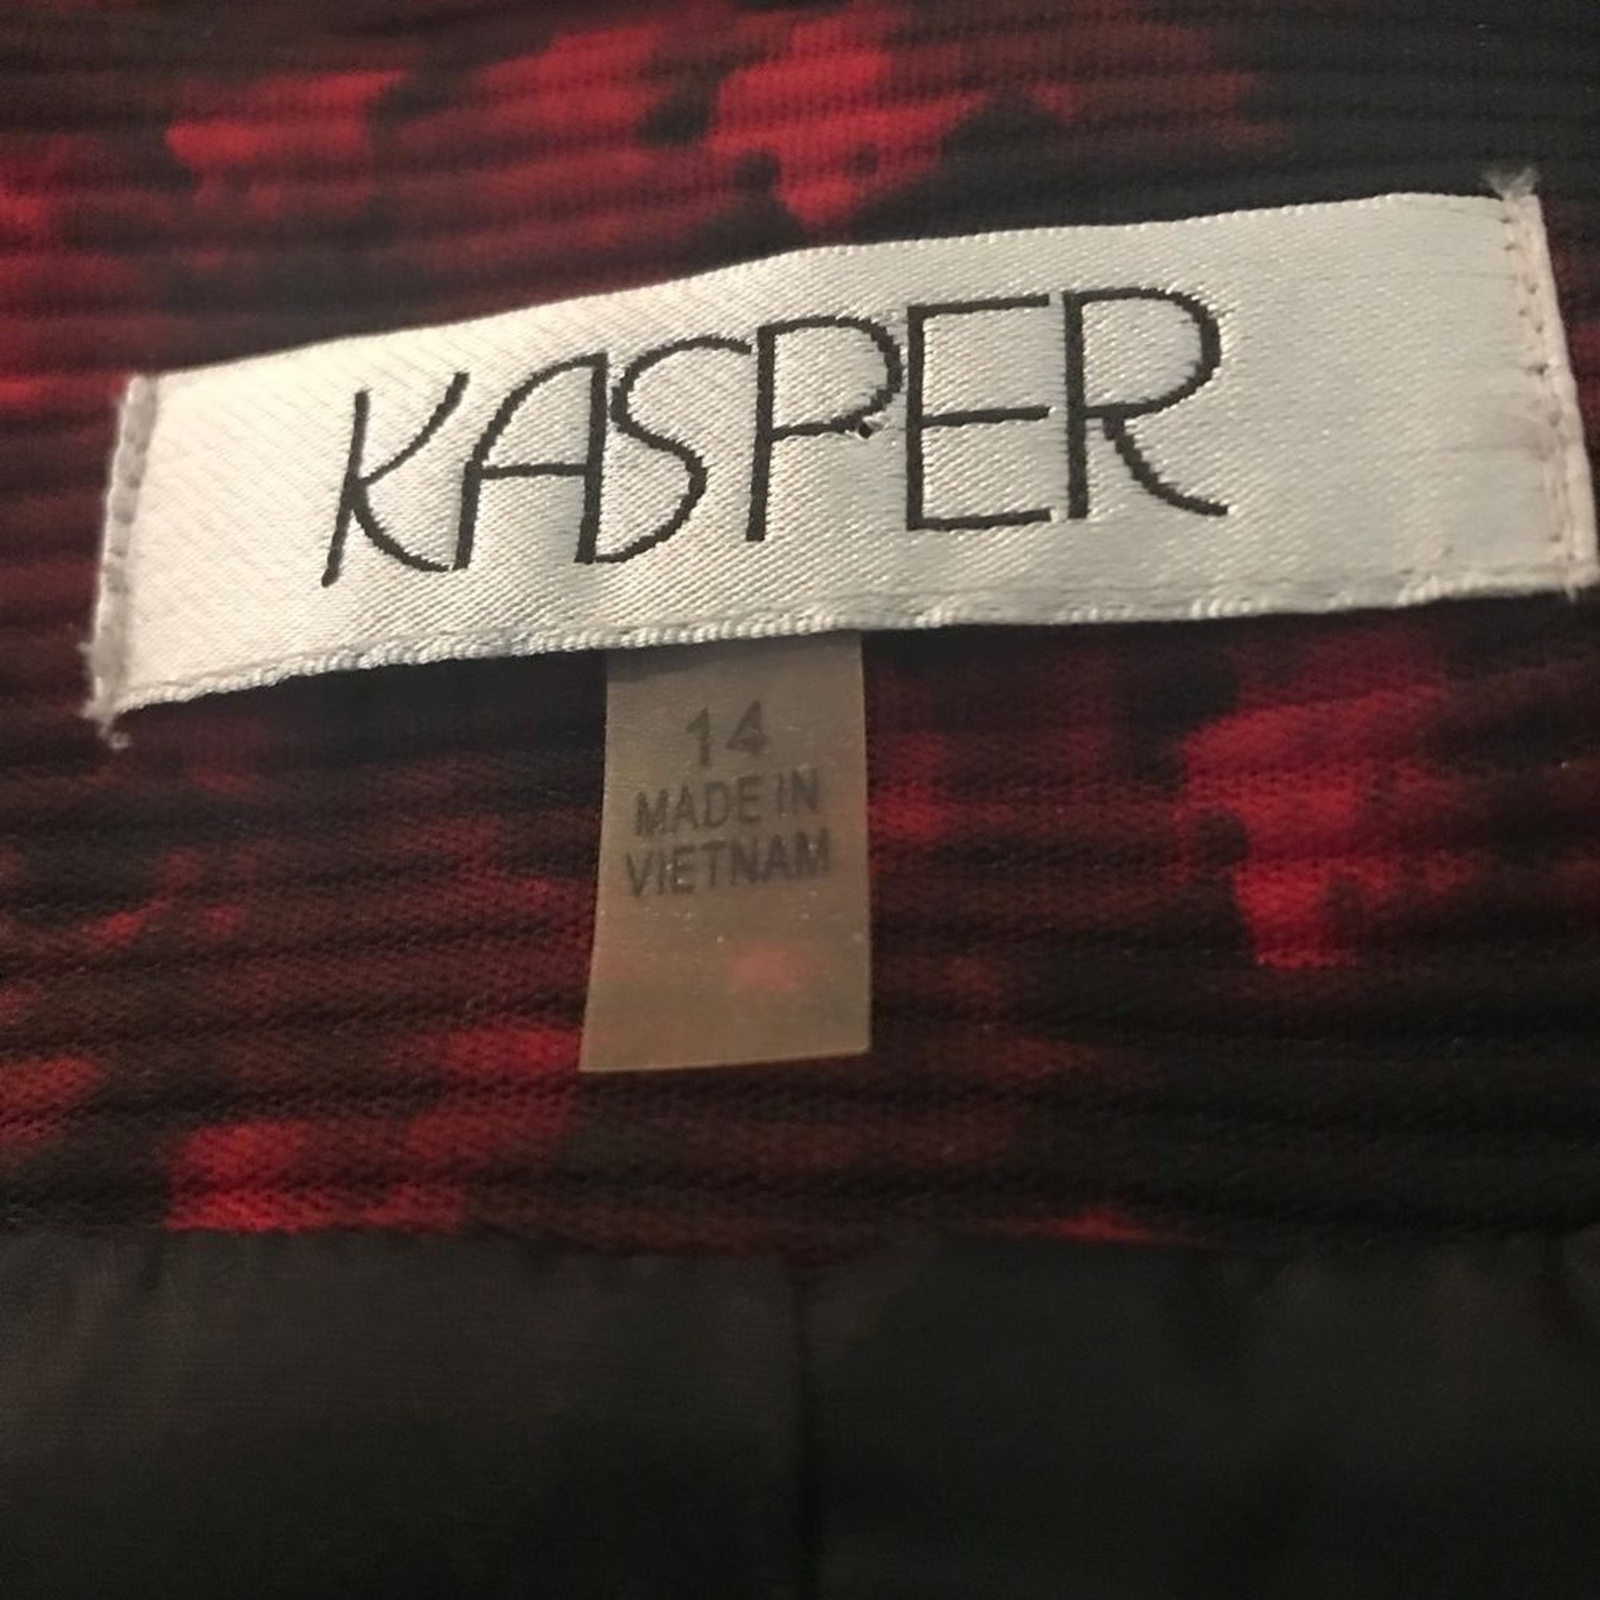 KASPER
14
MADE IN
VIETNAM